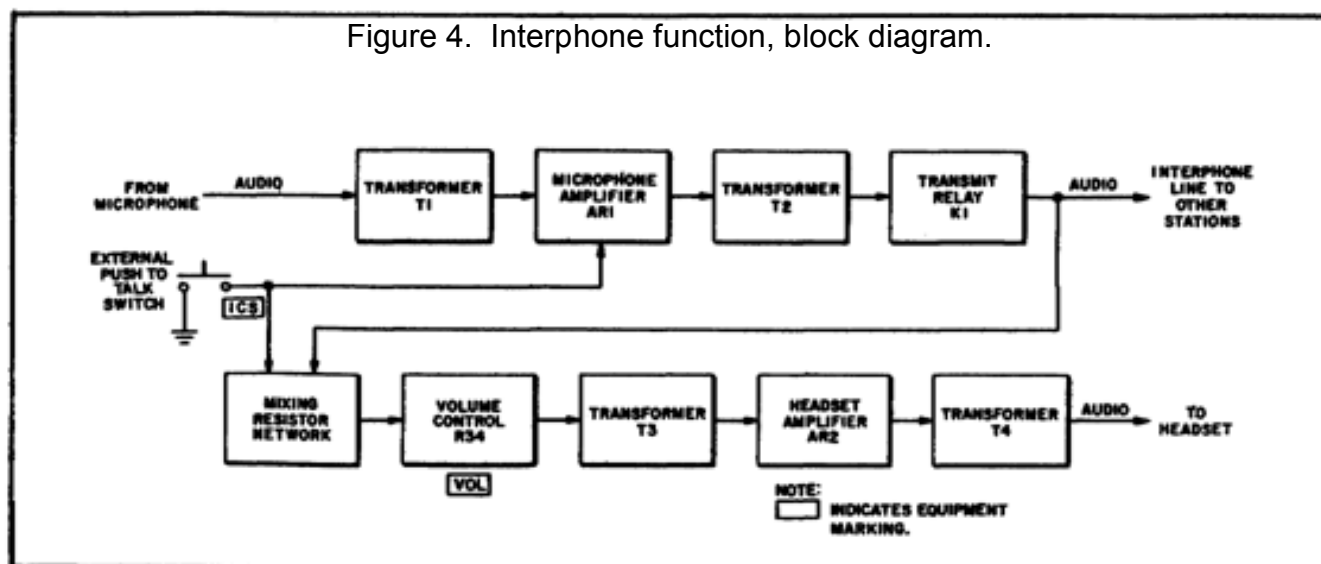 Figure 4.  Interphone function, block diagram.
FROM
MICROPHONE
AUDIO
TRANSFORMER
T1
MICROPHONE
AMPLIFIER
AR1
TRANSFORMER
T2
TRANSMIT
RELAY
K1
AUDIO
INTERPHONE
LINE TO
OTHER
STATIONS
EXTERNAL
PUSH TO
TALK
SWITCH
ICS
MIXING
RESISTOR
NETWORK
VOLUME
CONTROL
R34
VOL
TRANSFORMER
T3
HEADSET
AMPLIFIER
AR2
TRANSFORMER
T4
AUDIO
TO
HEADSET
NOTE:
INDICATES EQUIPMENT
MARKING.